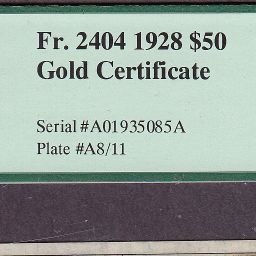 Fr. 2404 1928 $50
Gold Certificate
Serial #A01935085A
Plate #A8/11